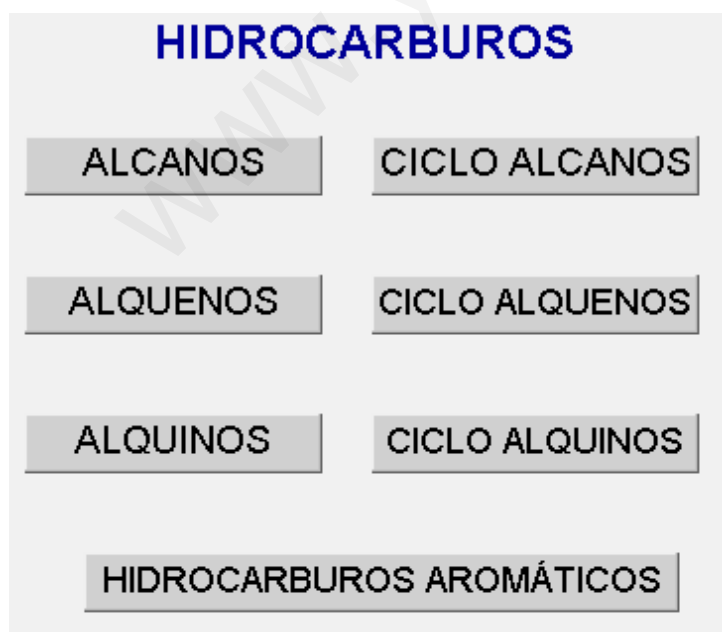 HIDROCARBUROS
ALCANOS CICLO ALCANOS
ALQUENOS CICLO ALQUENOS
ALQUINOS CICLO ALQUINOS
HIDROCARBUROS AROMÁTICOS